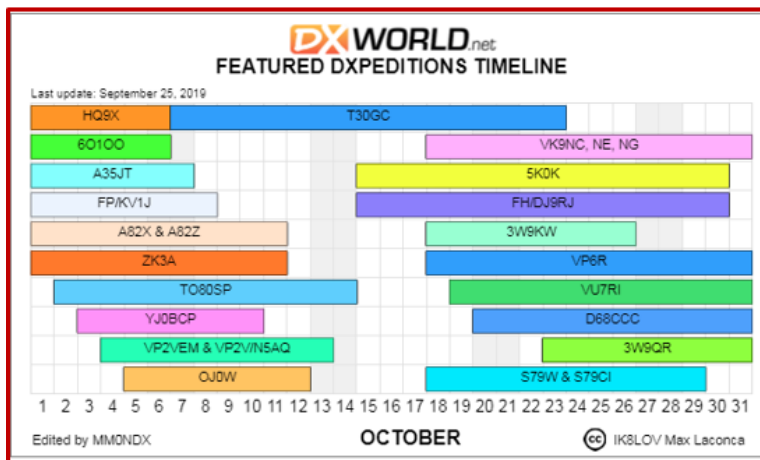 DX WORLD.net
FEATURED DXPEDITIONS TIMELINE
Last update: September 25, 2019
HQ9X T30GC
6O1OO VK9NC, NE, NG
A35JT 5K0K
FP/KV1J FH/DJ9RJ
A82X & A82Z 3W9KW
ZK3A VP6R
TO80SP VU7RI
YJ0BCP D68CCC
VP2VEM & VP2V/N5AQ 3W9QR
OJ0W S79W & S79CI
1 2 3 4 5 6 7 8 9 10 11 12 13 14 15 16 17 18 19 20 21 22 23 24 25 26 27 28 29 30 31
Edited by MM0NDX OCTOBER cc IK8LOV Max Laconca